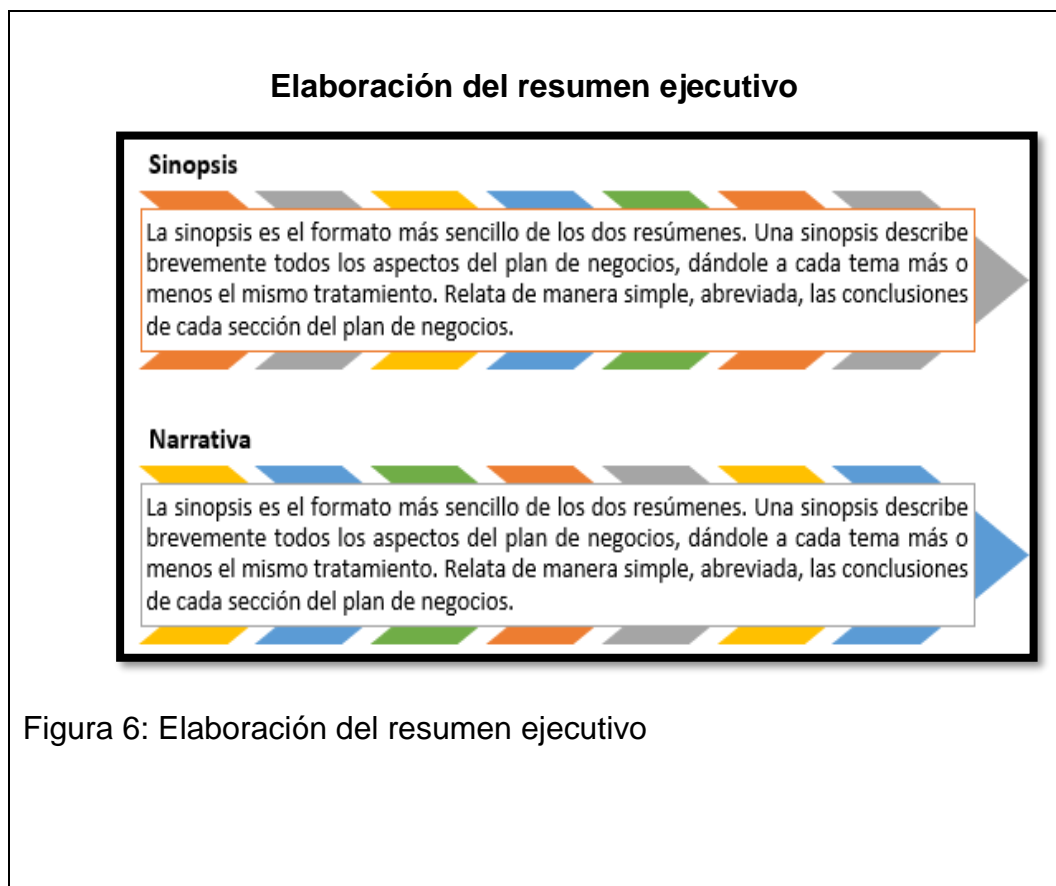 Elaboración del resumen ejecutivo
Sinopsis
La sinopsis es el formato más sencillo de los dos resúmenes. Una sinopsis describe
brevemente todos los aspectos del plan de negocios, dándole a cada tema más o
menos el mismo tratamiento. Relata de manera simple, abreviada, las conclusiones
de cada sección del plan de negocios.
Narrativa
La sinopsis es el formato más sencillo de los dos resúmenes. Una sinopsis describe
brevemente todos los aspectos del plan de negocios, dándole a cada tema más o
menos el mismo tratamiento. Relata de manera simple, abreviada, las conclusiones
de cada sección del plan de negocios.
Figura 6: Elaboración del resumen ejecutivo